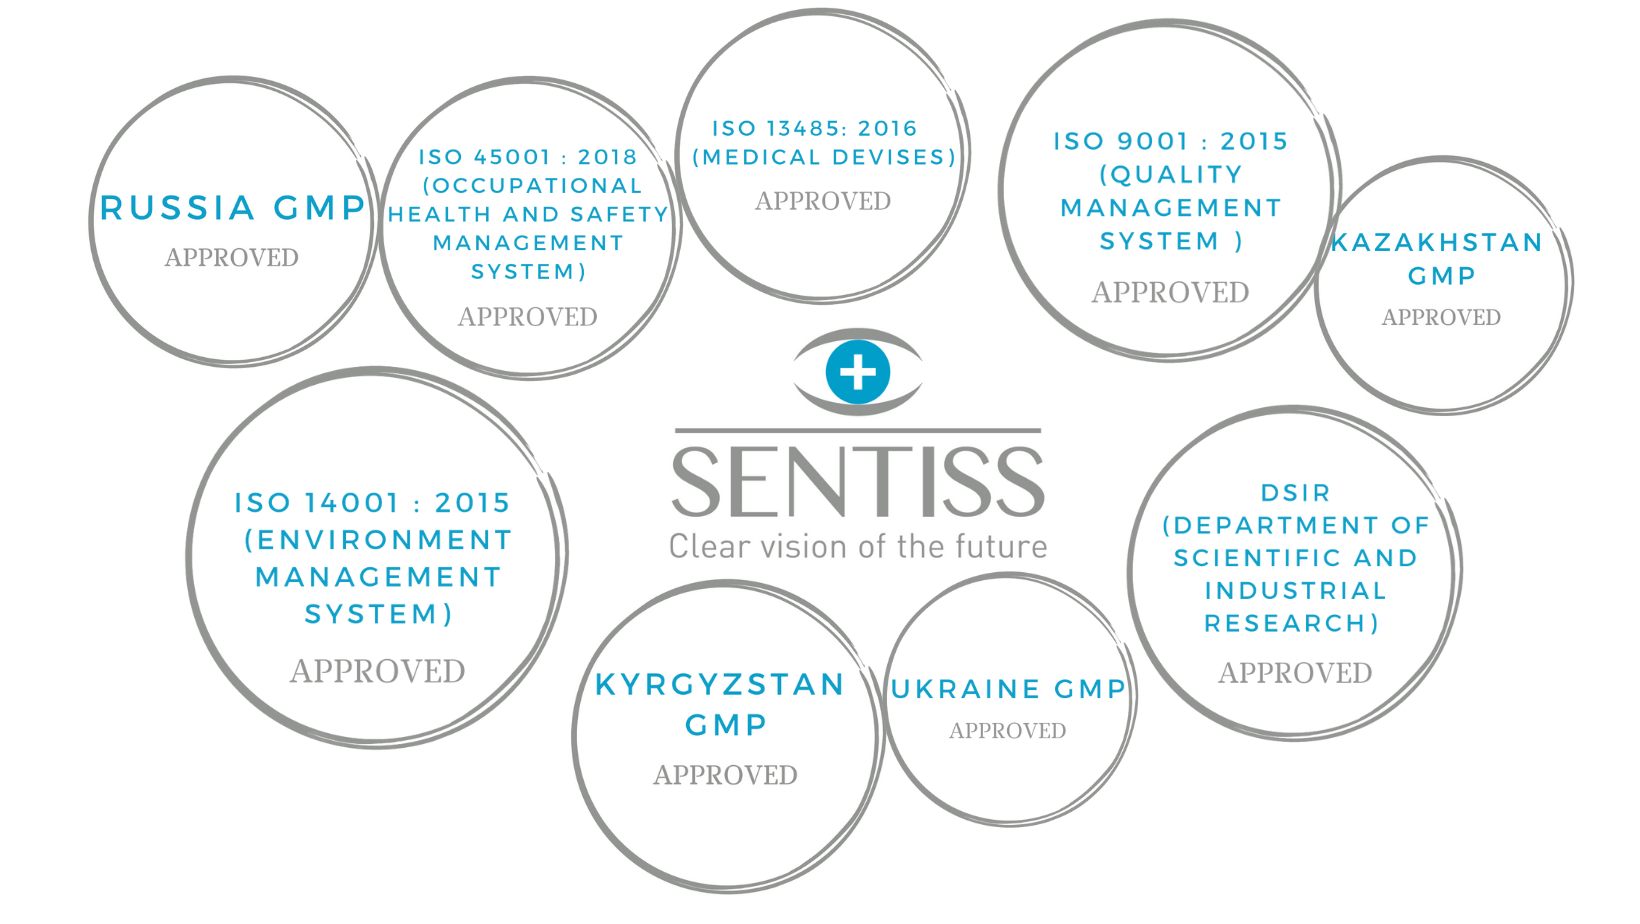 RUSSIA GMP
APPROVED
ISO 45001 : 2018
(OCCUPATIONAL
HEALTH AND SAFETY
MANAGEMENT
SYSTEM)
APPROVED
ISO 13485: 2016
(MEDICAL DEVISES)
APPROVED
ISO 9001 : 2015
(QUALITY
MANAGEMENT
SYSTEM )
APPROVED
KAZAKHSTAN
GMP
APPROVED
ISO 14001 : 2015
(ENVIRONMENT
MANAGEMENT
SYSTEM)
APPROVED
SENTISS
Clear vision of the future
DSIR
(DEPARTMENT OF
SCIENTIFIC AND
INDUSTRIAL
RESEARCH)
APPROVED
KYRGYZSTAN
GMP
APPROVED
UKRAINE GMP
APPROVED